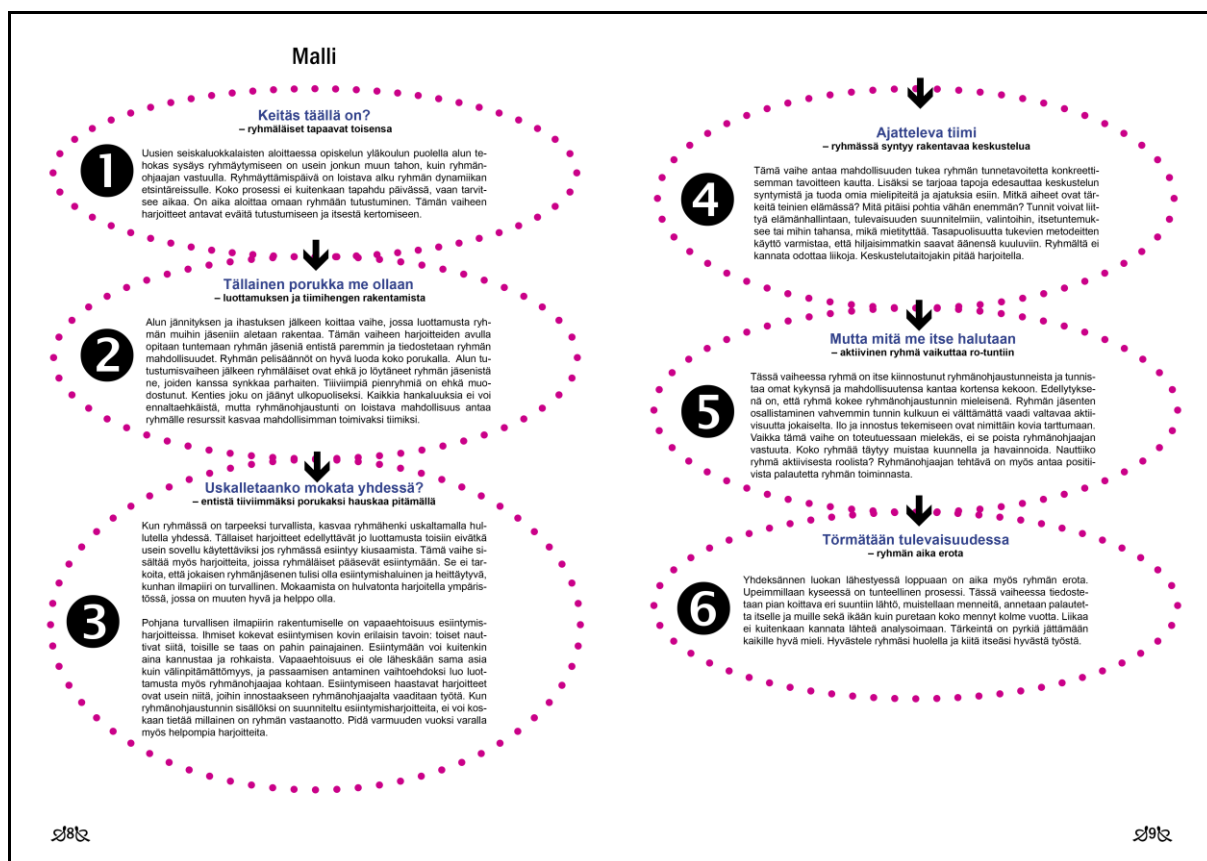 Malli
1
Keitäs täällä on?
– ryhmäläiset tapaavat toisensa
Uusien seiskaluokkalaisten aloittaessa opiskelun yläkoulun puolella alun te-
hokas sysäys ryhmäytymiseen on usein jonkun muun tahon, kuin ryhmän-
ohjaajan vastuulla. Ryhmäyttämispäivä on loistava alku ryhmän dynamiikan
etsintäreissulle. Koko prosessi ei kuitenkaan tapahdu päivässä, vaan tarvit-
see aikaa. On aika aloittaa omaan ryhmään tutustuminen. Tämän vaiheen
harjoitteet antavat eväitä tutustumiseen ja itsestä kertomiseen.
2
Tällainen porukka me ollaan
– luottamuksen ja tiimihengen rakentamista
Alun jännityksen ja ihastuksen jälkeen koittaa vaihe, jossa luottamusta ryh-
män muihin jäseniin aletaan rakentaa. Tämän vaiheen harjoitteiden avulla
opitaan tuntemaan ryhmän jäseniä entistä paremmin ja tiedostetaan ryhmän
mahdollisuudet. Ryhmän pelisäännöt on hyvä luoda koko porukalla. Alun tu-
tustumisvaiheen jälkeen ryhmäläiset ovat ehkä jo löytäneet ryhmän jäsenistä
ne, joiden kanssa synkkaa parhaiten. Tiiviimpiä pienryhmiä on ehkä muo-
dostunut. Kenties joku on jäänyt ulkopuoliseksi. Kaikkia hankaluuksia ei voi
ennaltaehkäistä, mutta ryhmänohjaustunti on loistava mahdollisuus antaa
ryhmälle resurssit kasvaa mahdollisimman toimivaksi tiimiksi.
3
Uskalletaanko mokata yhdessä?
– entistä tiiviimmäksi porukaksi hauskaa pitämällä
Kun ryhmässä on tarpeeksi turvallista, kasvaa ryhmähenki uskaltamalla hul-
lutella yhdessä. Tällaiset harjoitteet edellyttävät jo luottamusta toisiin eivätkä
usein sovellu käytettäviksi jos ryhmässä esiintyy kiusaamista. Tämä vaihe si-
sältää myös harjoitteita, joissa ryhmäläiset pääsevät esiintymään. Se ei tar-
koita, että jokaisen ryhmänjäsenen tulisi olla esiintymishaluinen ja heittäytyvä,
kunhan ilmapiiri on turvallinen. Mokaamista on hulvatonta harjoitella ympäris-
tössä, jossa on muuten hyvä ja helppo olla.
Pohjana turvallisen ilmapiirin rakentumiselle on vapaaehtoisuus esiintymis-
harjoitteissa. Ihmiset kokevat esiintymisen kovin erilaisin tavoin: toiset naut-
tivat siitä, toisille se taas on pahin painajainen. Esiintymään voi kuitenkin
aina kannustaa ja rohkaista. Vapaaehtoisuus ei ole läheskään sama asia
kuin välinpitämättömyys, ja passaamisen antaminen vaihtoehdoksi luo luot-
tamusta myös ryhmänohjaajaa kohtaan. Esiintymiseen haastavat harjoitteet
ovat usein niitä, joihin innostaakseen ryhmänohjaajalta vaaditaan työtä. Kun
ryhmänohjaustunnin sisällöksi on suunniteltu esiintymisharjoitteita, ei voi kos-
kaan tietää millainen on ryhmän vastaanotto. Pidä varmuuden vuoksi varalla
myös helpompia harjoitteita.
8
4
Ajatteleva tiimi
– ryhmässä syntyy rakentavaa keskustelua
Tämä vaihe antaa mahdollisuuden tukea ryhmän tunnetavoitetta konkreetti-
semman tavoitteen kautta. Lisäksi se tarjoaa tapoja edesauttaa keskustelun
syntymistä ja tuoda omia mielipiteitä ja ajatuksia esiin. Mitkä aiheet ovat tär-
keitä teinien elämässä? Mitä pitäisi pohtia vähän enemmän? Tunnit voivat liit-
tyä elämänhallintaan, tulevaisuuden suunnitelmiin, valintoihin, itsetuntemuk-
see tai mihin tahansa, mikä mietityttää. Tasapuolisuutta tukevien metodeitten
käyttö varmistaa, että hiljaisimmatkin saavat äänensä kuuluviin. Ryhmältä ei
kannata odottaa liikoja. Keskustelutaitojakin pitää harjoitella.
5
Mutta mitä me itse halutaan
– aktiivinen ryhmä vaikuttaa ro-tuntiin
Tässä vaiheessa ryhmä on itse kiinnostunut ryhmänohjaustunneista ja tunnis-
taa omat kykynsä ja mahdollisuutensa kantaa kortensa kekoon. Edellytykse-
nä on, että ryhmä kokee ryhmänohjaustunnin mieleisenä. Ryhmän jäsenten
osallistaminen vahvemmin tunnin kulkuun ei välttämättä vaadi valtavaa aktii-
visuutta jokaiselta. Ilo ja innostus tekemiseen ovat nimittäin kovia tarttumaan.
Vaikka tämä vaihe on toteutuessaan mielekäs, ei se poista ryhmänohjaajan
vastuuta. Koko ryhmää täytyy muistaa kuunnella ja havainnoida. Nauttiiko
ryhmä aktiivisesta roolista? Ryhmänohjaajan tehtävä on myös antaa positii-
vista palautetta ryhmän toiminnasta.
6
Törmätään tulevaisuudessa
– ryhmän aika erota
Yhdeksännen luokan lähestyessä loppuaan on aika myös ryhmän erota.
Upeimmillaan kyseessä on tunteellinen prosessi. Tässä vaiheessa tiedoste-
taan pian koittava eri suuntiin lähtö, muistellaan menneitä, annetaan palautet-
ta itselle ja muille sekä ikään kuin puretaan koko mennyt kolme vuotta. Liikaa
ei kuitenkaan kannata lähteä analysoimaan. Tärkeintä on pyrkiä jättämään
kaikille hyvä mieli. Hyvästele ryhmäsi huolella ja kiitä itseäsi hyvästä työstä.
9